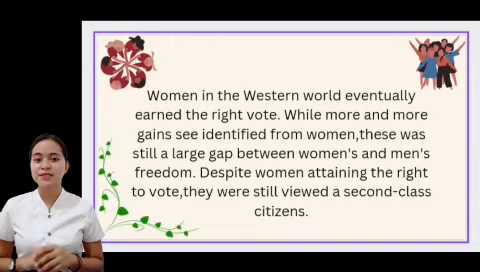 Women in the Western world eventually
earned the right vote. While more and more
gains see identified from women,these was
still a large gap between women's and men's
freedom. Despite women attaining the right
to vote,they were still viewed a second-class
citizens.